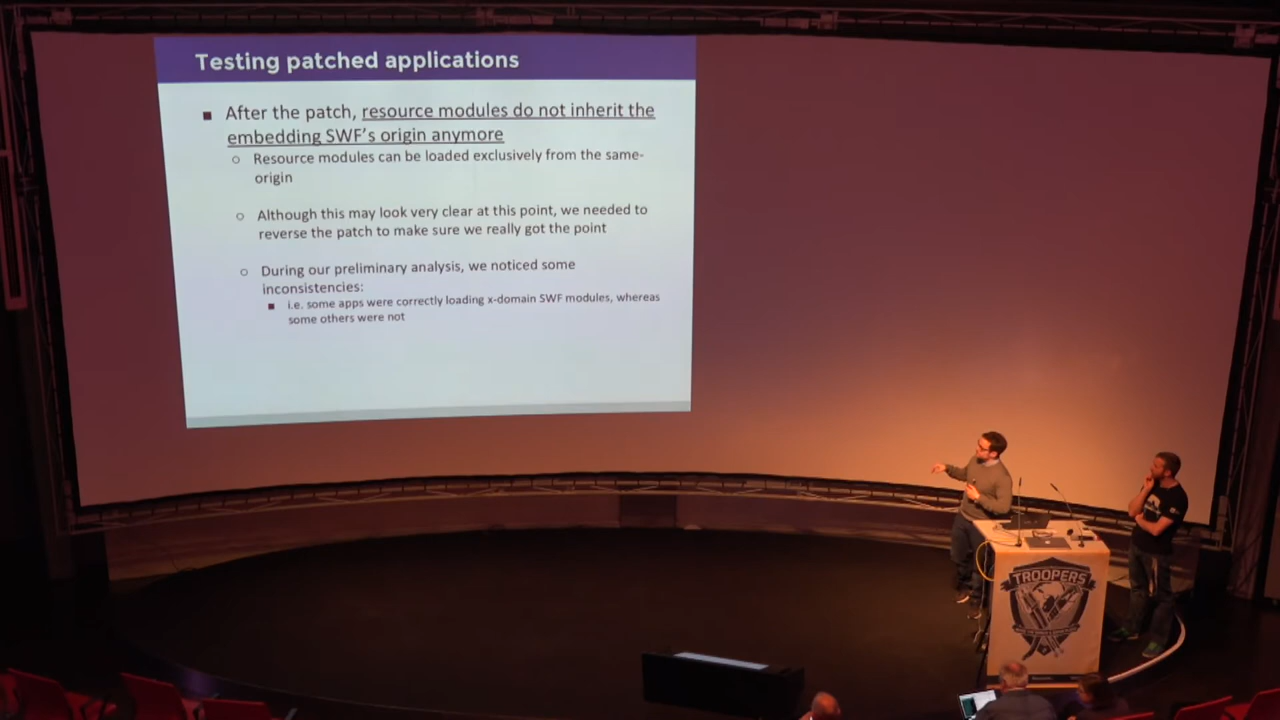 Testing patched applications
After the patch, resource modules do not inherit the
embedding SWF's origin anymore
Resource modules can be loaded exclusively from the same-
origin
Although this may look very clear at this point, we needed to
reverse the patch to make sure we really got the point
During our preliminary analysis, we noticed some
inconsistencies:
i.e. some apps were correctly loading x-domain SWF modules, whereas
some others were not
TROOPERS